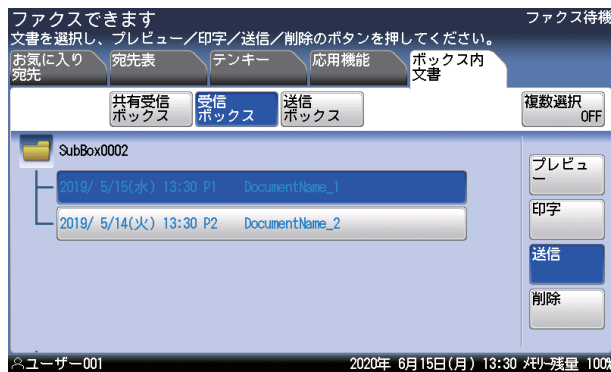 ファクスできます
ファクス待機
文書を選択し、プレビュー／印字／送信／削除のボタンを押してください。
お気に入り
宛先
宛先表
テンキー
応用機能
ボックス内
文書
共有受信
ボックス
受信
ボックス
送信
ボックス
複数選択
OFF
SubBox0002
2019/ 5/15(水) 13:30 P1 DocumentName_1
2019/ 5/14(火) 13:30 P2 DocumentName_2
プレビュ
ー
印字
送信
削除
ユーザー001
2020年 6月15日(月) 13:30 メモリー残量 100%